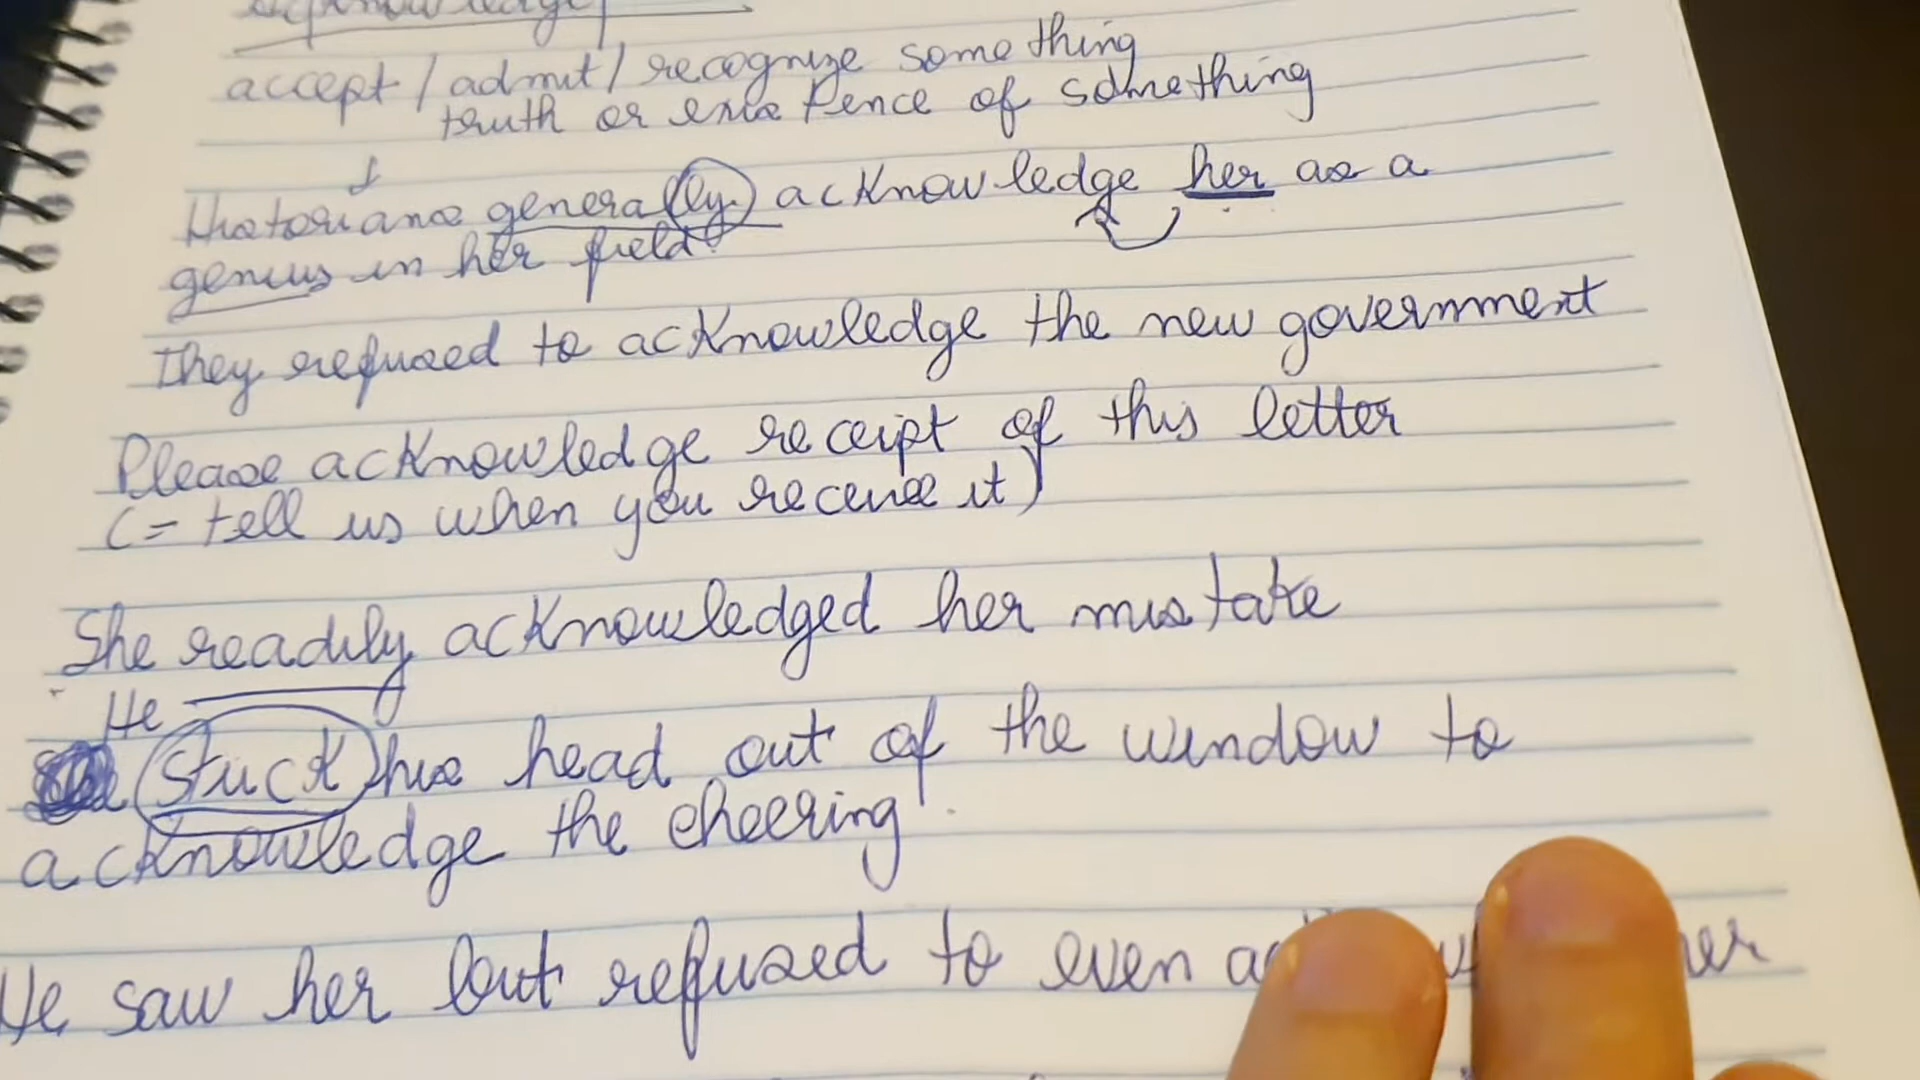 acknowledge
accept / admit / recognize something
truth or existence of something
Historians generally acknowledge her as a
genius in her field
They refused to acknowledge the new government
Please acknowledge receipt of this letter
(= tell us when you receive it)
She readily acknowledged her mistake
He
stuck his head out of the window to
acknowledge the cheering
He saw her but refused to even